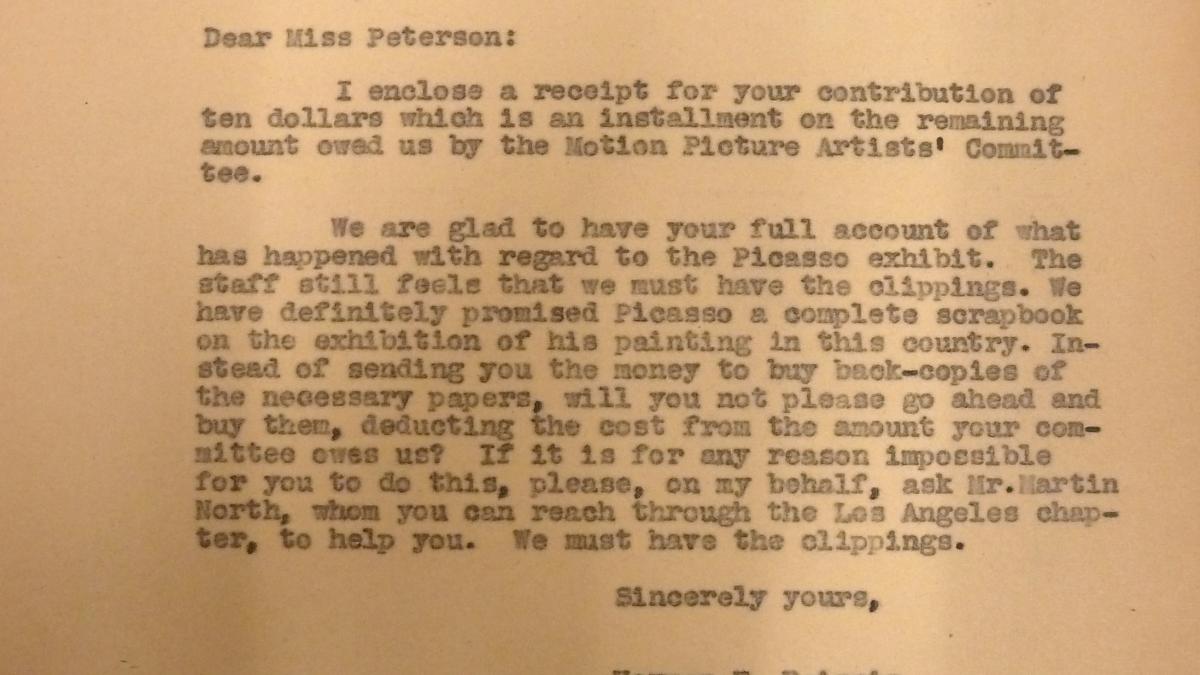 Dear Miss Peterson:
I enclose a receipt for your contribution of
ten dollars which is an installment on the remaining
amount owed us by the Motion Picture Artists' Commit-
tee.
We are glad to have your full account of what
has happened with regard to the Picasso exhibit. The
staff still feels that we must have the clippings. We
have definitely promised Picasso a complete scrapbook
on the exhibition of his painting in this country. In-
stead of sending you the money to buy back-copies of
the necessary papers, will you not please go ahead and
buy them, deducting the cost from the amount your com-
mittee owes us? If it is for any reason impossible
for you to do this, please, on my behalf, ask Mr.Martin
North, whom you can reach through the Los Angeles chap-
ter, to help you. We must have the clippings.
Sincerely yours,